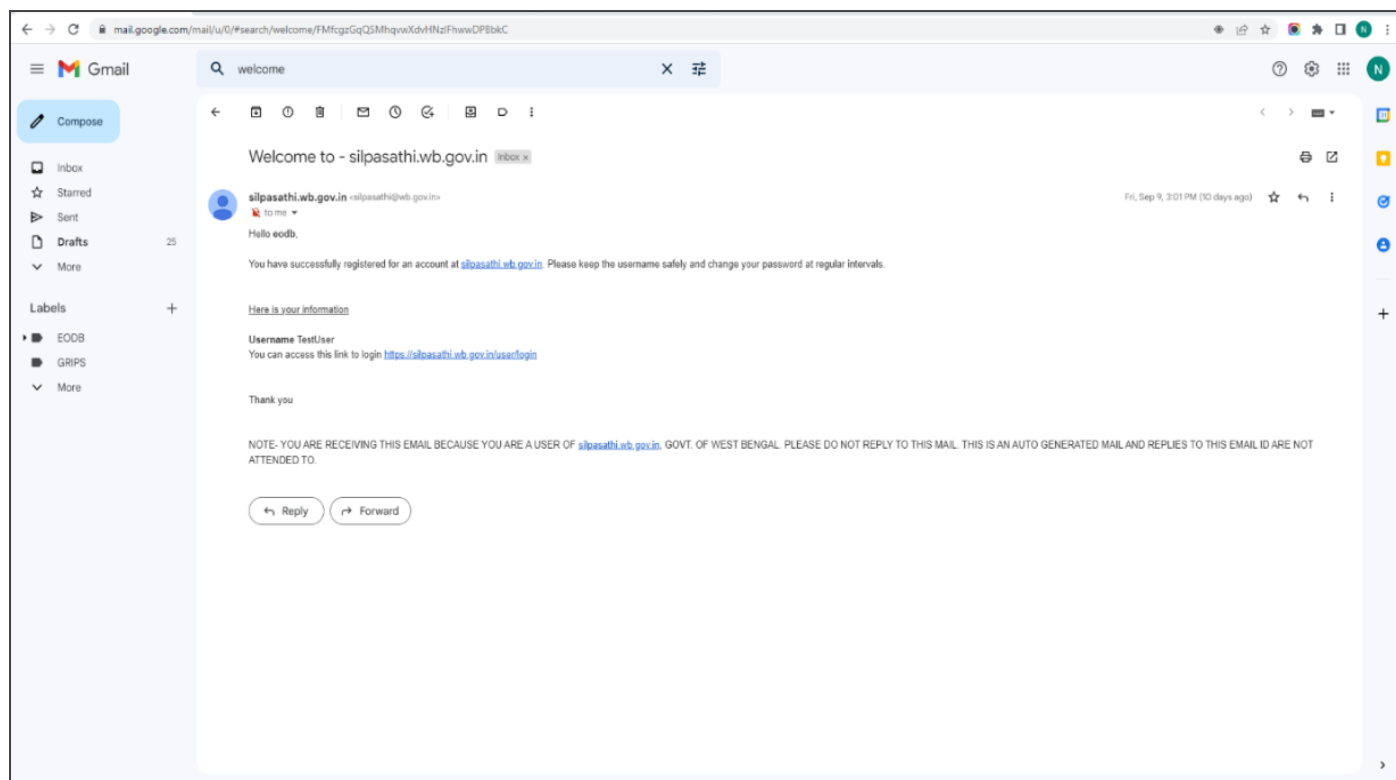 mail.google.com/mail/u/0/#search/welcome/FMfcgzGqQSMhqvwXdvHNzlFhwwDPBbkC
N
Gmail
welcome
N
Compose
Welcome to - silpasathi.wb.gov.in Inbox x
Inbox
silpasathi.wb.gov.in <silpasathi@wb.gov.in>
Fri, Sep 9, 3:01 PM (10 days ago)
Starred
to me
Sent
Hello eodb,
Drafts 25
More
You have successfully registered for an account at silpasathi.wb.gov.in. Please keep the username safely and change your password at regular intervals.
Labels
Here is your information
EODB
Username TestUser
You can access this link to login https://silpasathi.wb.gov.in/user/login
GRIPS
More
Thank you
NOTE- YOU ARE RECEIVING THIS EMAIL BECAUSE YOU ARE A USER OF silpasathi.wb.gov.in, GOVT. OF WEST BENGAL. PLEASE DO NOT REPLY TO THIS MAIL. THIS IS AN AUTO GENERATED MAIL AND REPLIES TO THIS EMAIL ID ARE NOT
ATTENDED TO.
Reply
Forward